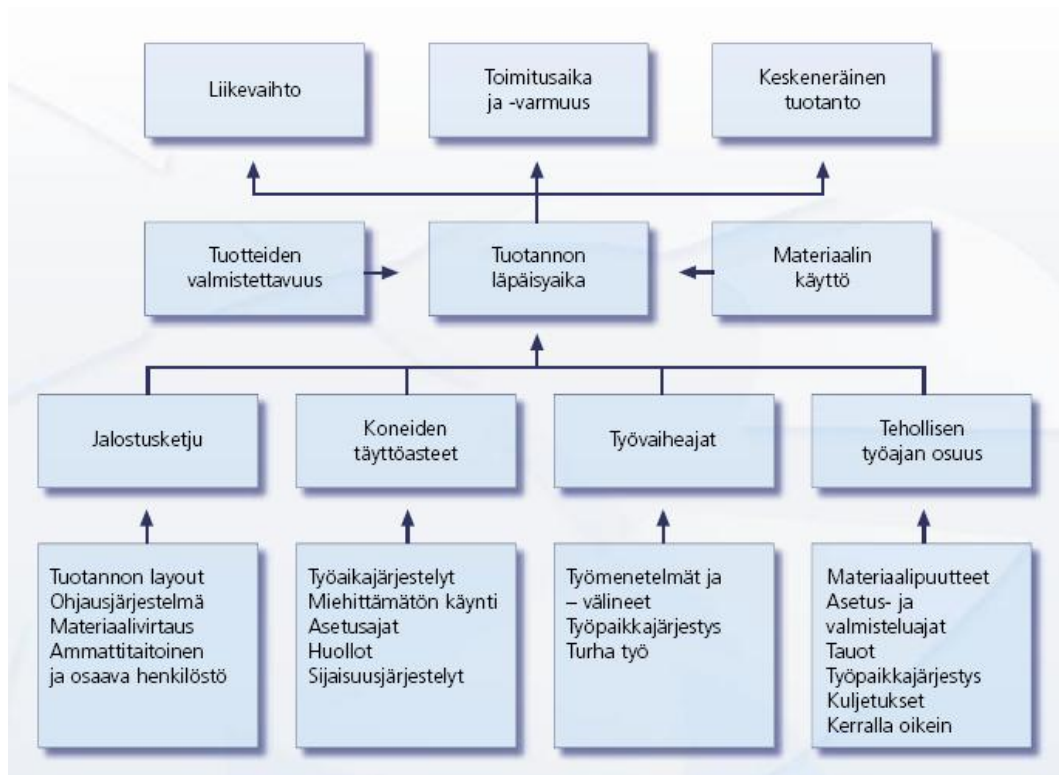 Liikevaihto
Toimitusaika
ja -varmuus
Keskeneräinen
tuotanto
Tuotteiden
valmistettavuus
Tuotannon
läpäisyaika
Materiaalin
käyttö
Jalostusketju
Koneiden
täyttöasteet
Työvaiheajat
Tehollisen
työajan osuus
Tuotannon layout
Ohjausjärjestelmä
Materiaalivirtaus
Ammattitaitoinen
ja osaava henkilöstö
Työaikajärjestelyt
Miehittämätön käynti
Asetusajat
Huollot
Sijaisuusjärjestelyt
Työmenetelmät ja
– välineet
Työpaikkajärjestys
Turha työ
Materiaalipuutteet
Asetus- ja
valmisteluajat
Tauot
Työpaikkajärjestys
Kuljetukset
Kerralla oikein